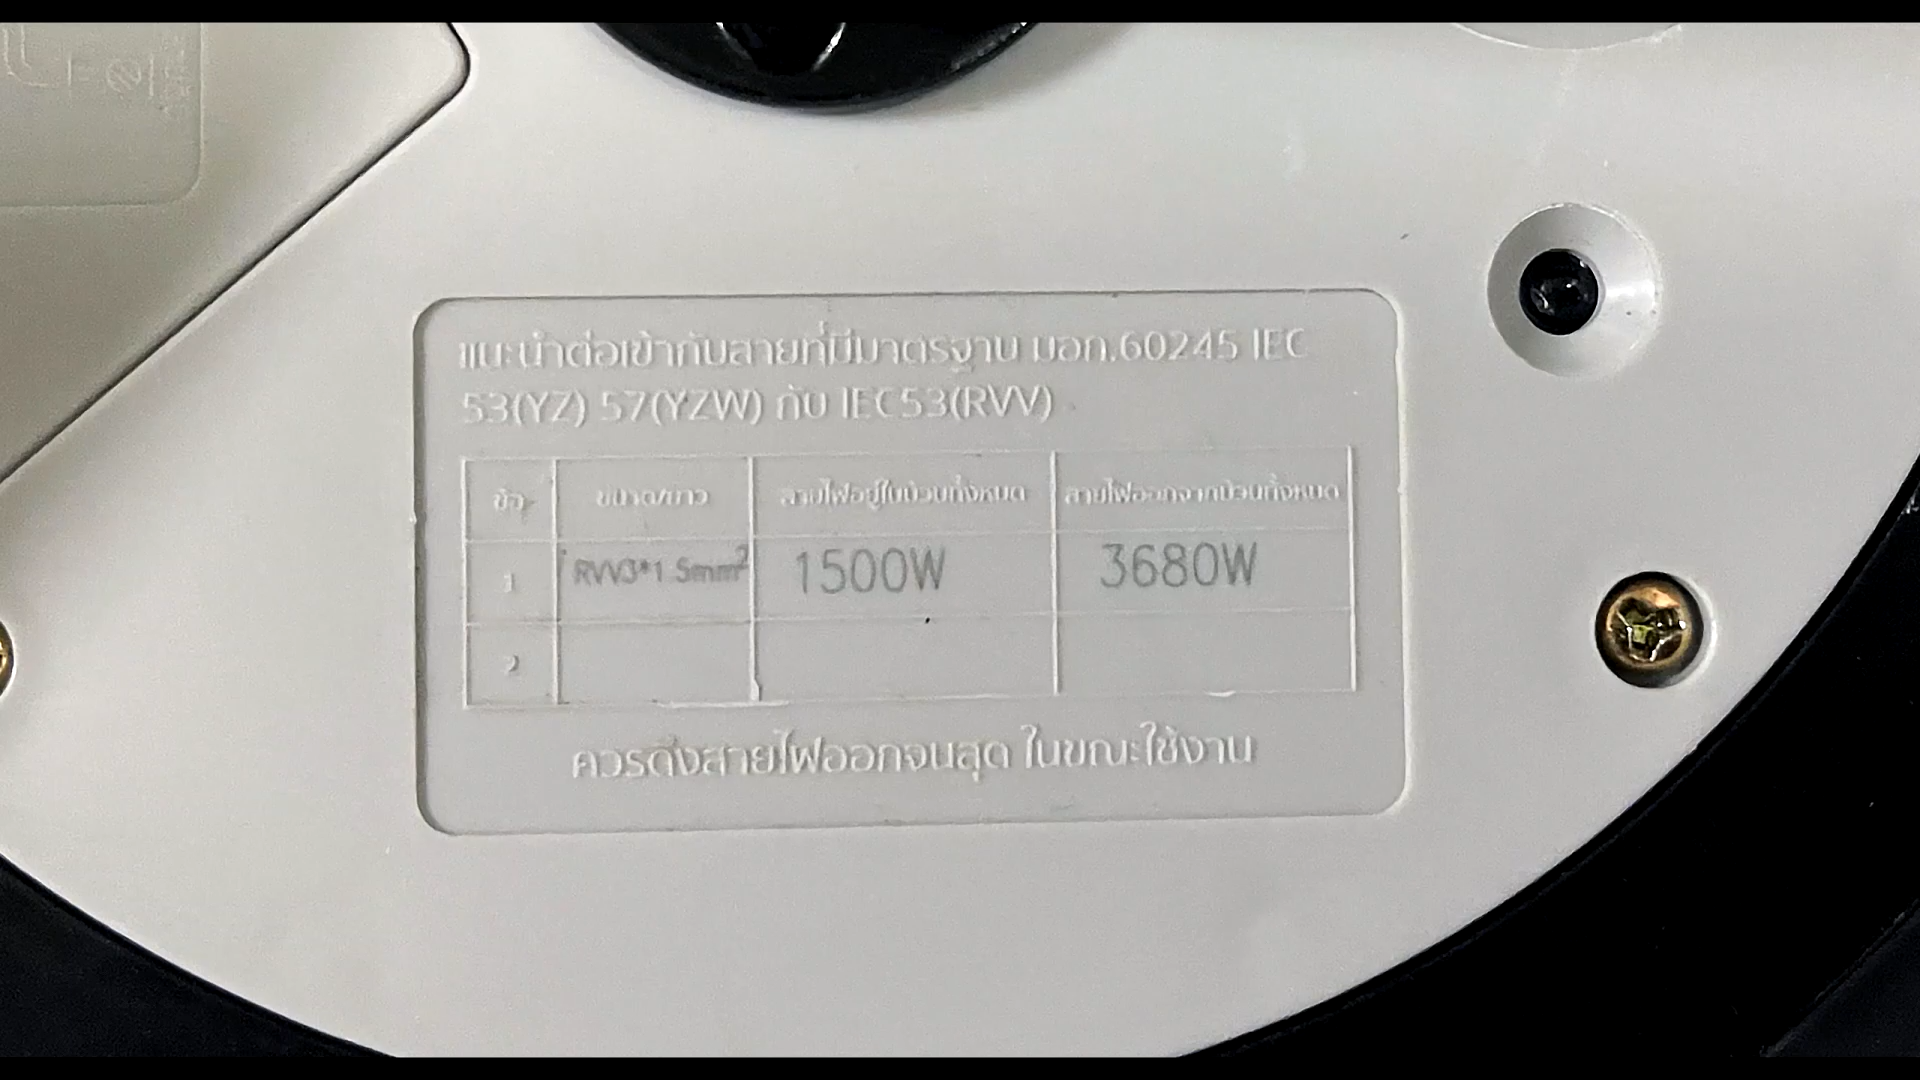 แนะนำต่อเข้ากับสายที่มีมาตรฐาน มอก.60245 IEC
53(YZ) 57(YZW) กับ IEC53(RVV)
ข้อ ขนาด/ยาว สายไฟอยู่ในม้วนทั้งหมด สายไฟออกจากม้วนทั้งหมด
1 RVV3*1.5mm² 1500W 3680W
2
ควรดึงสายไฟออกจนสุด ในขณะใช้งาน